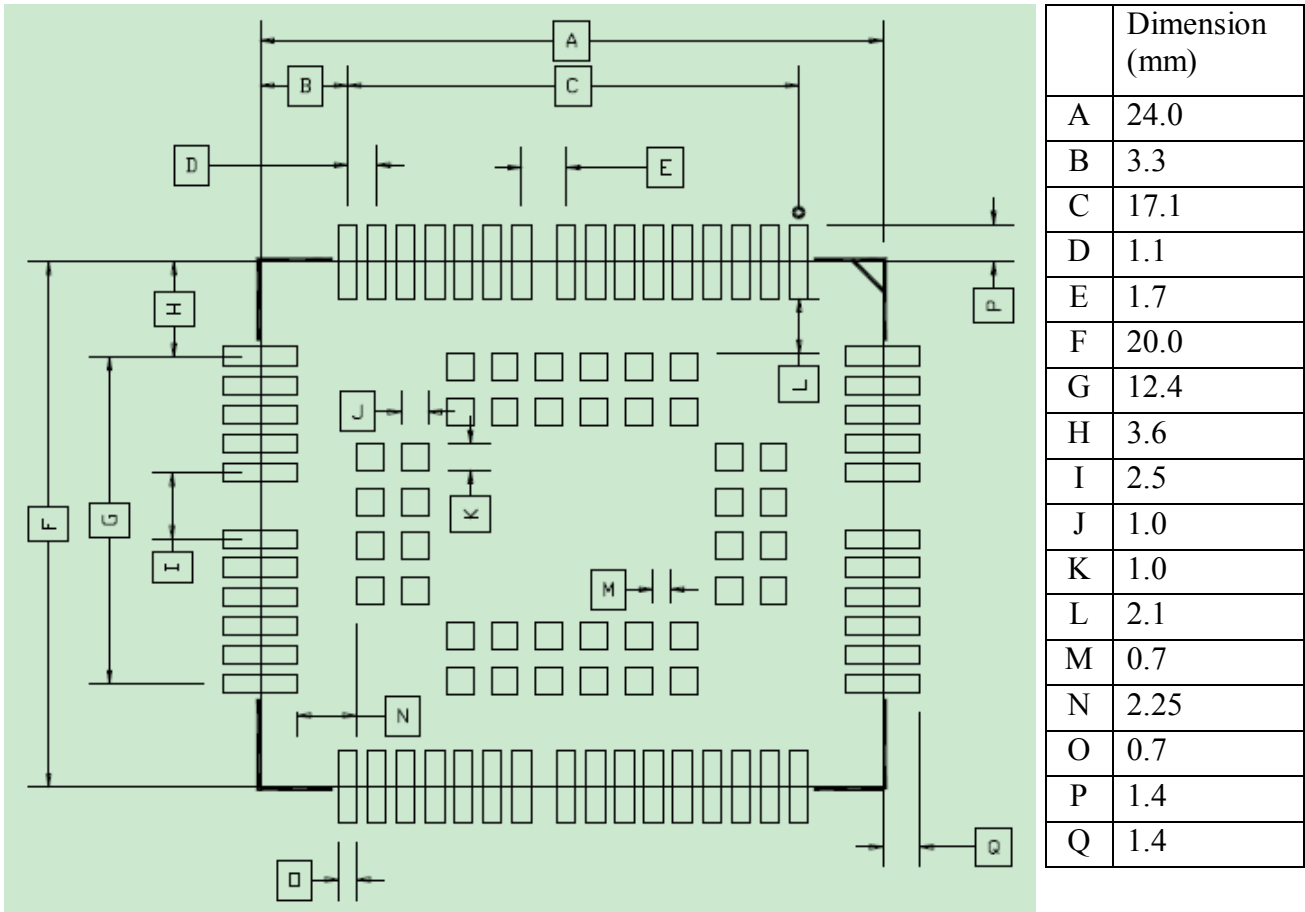 A
B
C
D
E
P
H
L
J
F
G
K
I
M
N
Q
O
Dimension
(mm)
A 24.0
B 3.3
C 17.1
D 1.1
E 1.7
F 20.0
G 12.4
H 3.6
I 2.5
J 1.0
K 1.0
L 2.1
M 0.7
N 2.25
O 0.7
P 1.4
Q 1.4